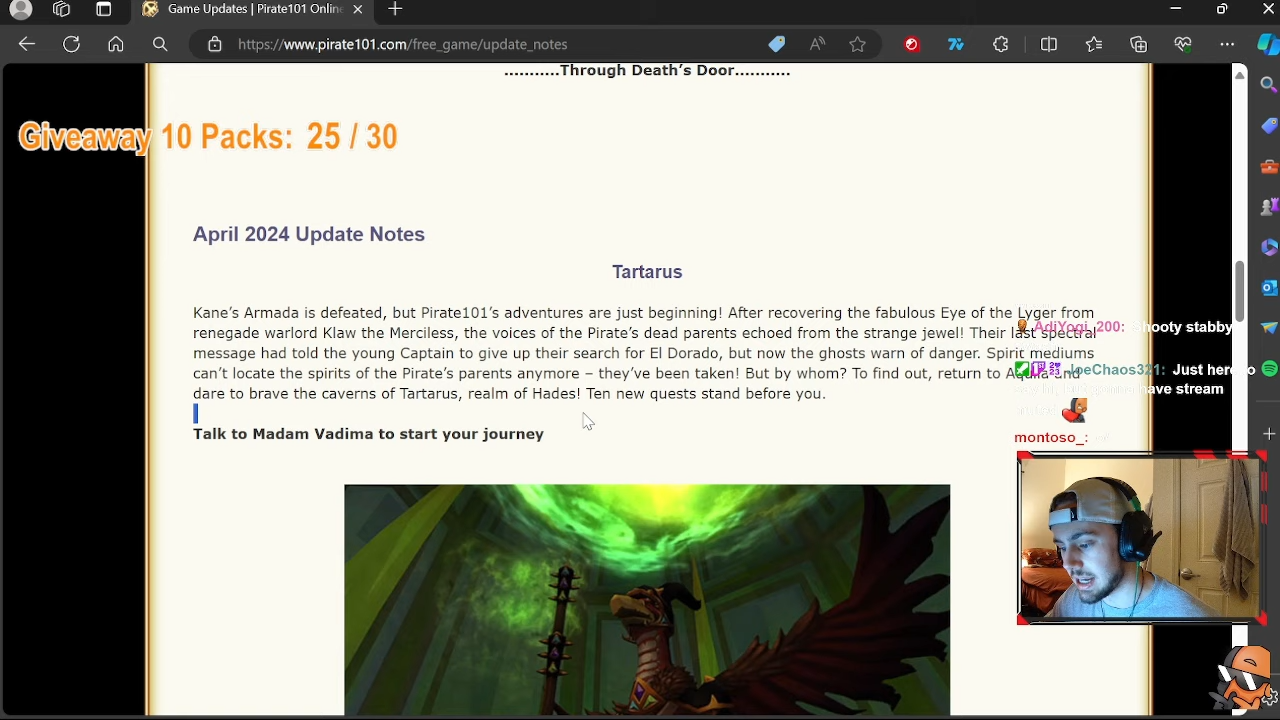 Game Updates | Pirate101 Online
https://www.pirate101.com/free_game/update_notes
...........Through Death's Door...........
Giveaway 10 Packs: 25 / 30
April 2024 Update Notes
Tartarus
Kane's Armada is defeated, but Pirate101's adventures are just beginning! After recovering the fabulous Eye of the Lyger from
renegade warlord Klaw the Merciless, the voices of the Pirate's dead parents echoed from the strange jewel! Their last spectral
message had told the young Captain to give up their search for El Dorado, but now the ghosts warn of danger. Spirit mediums
can't locate the spirits of the Pirate's parents anymore – they've been taken! But by whom? To find out, return to Aquila and
dare to brave the caverns of Tartarus, realm of Hades! Ten new quests stand before you.
Talk to Madam Vadima to start your journey
AdiYogi_200: Shooty stabby
JoeChaos321: Just here to
have stream
montoso_: